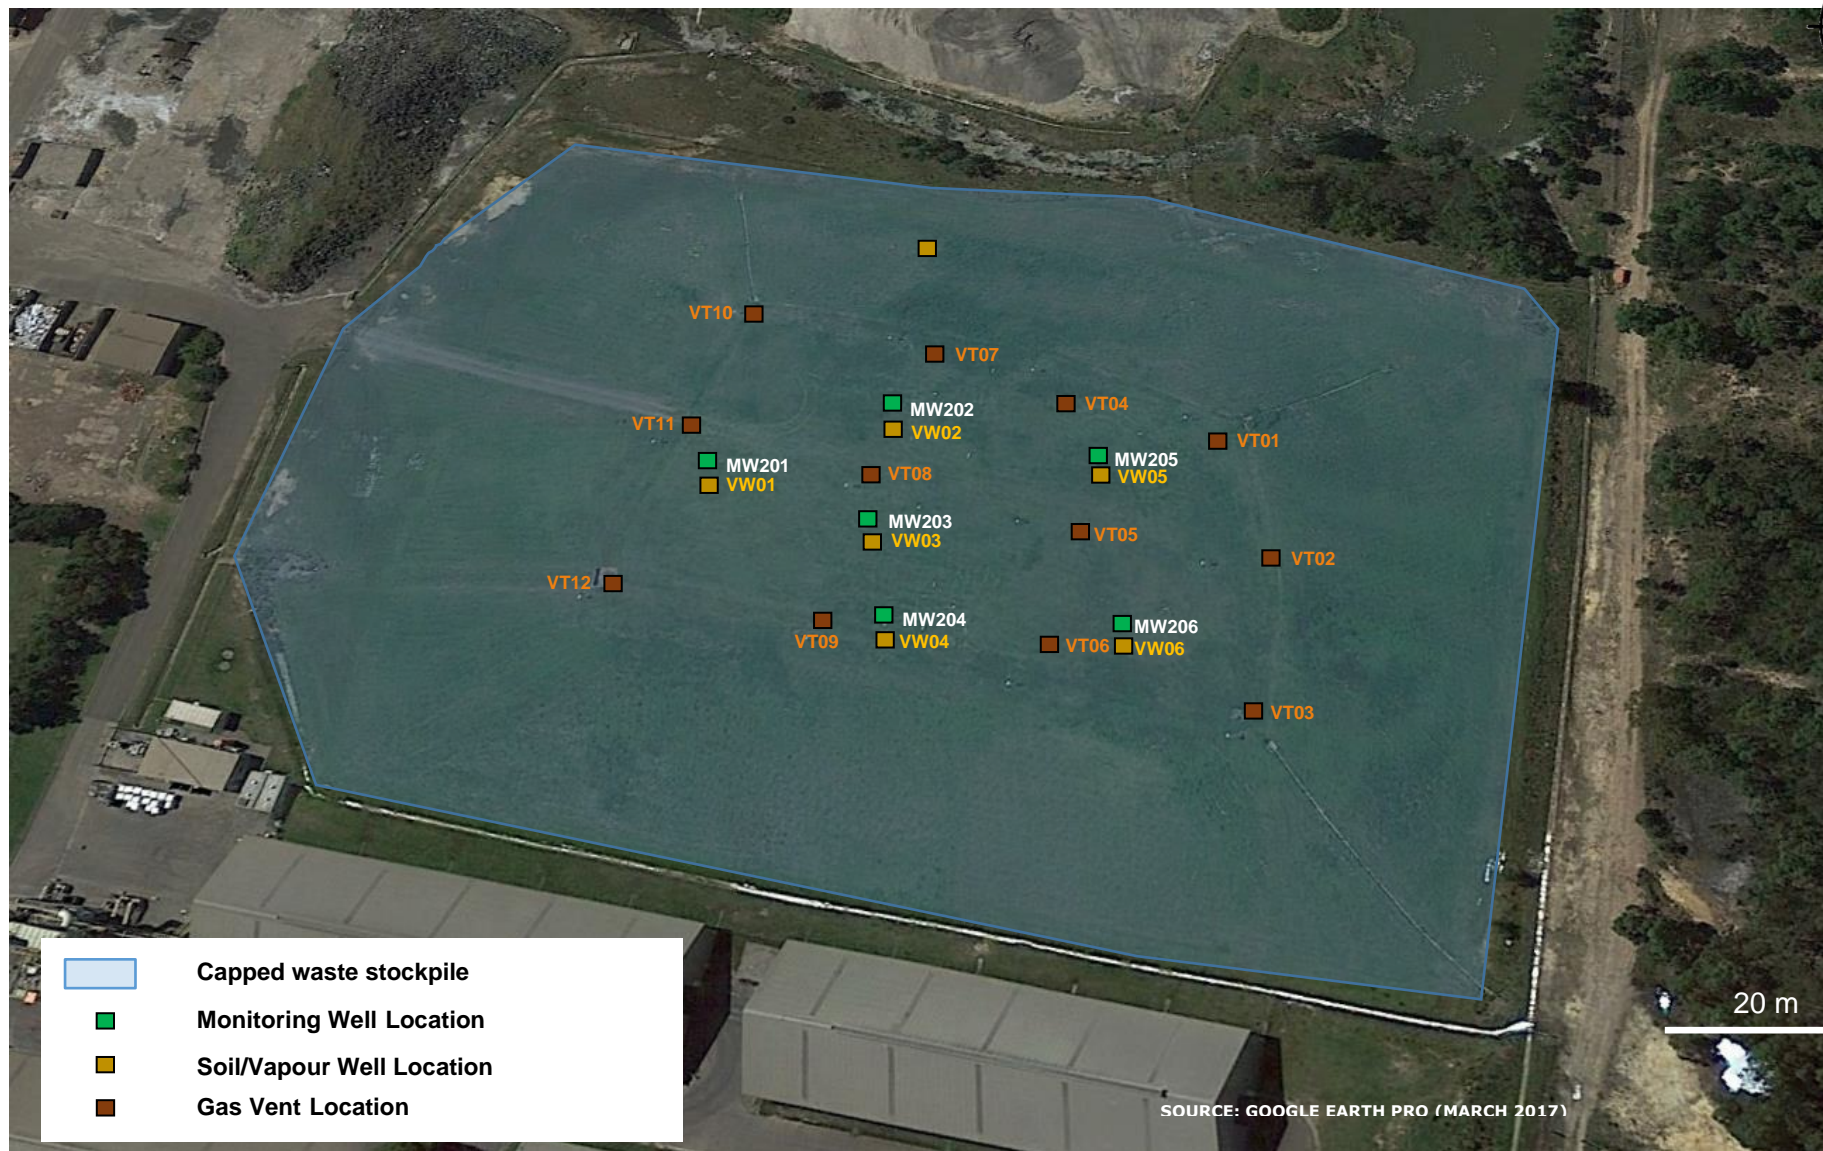 VT10
VT07
VT04
MW202
VT11
VW02
VT01
MW201
MW205
VT08
VW05
VW01
MW203
VT05
VW03
VT02
VT12
MW204
MW206
VT09
VW04
VT06
VW06
VT03
Capped waste stockpile
20 m
Monitoring Well Location
Soil/Vapour Well Location
Gas Vent Location
SOURCE: GOOGLE EARTH PRO (MARCH 2017)